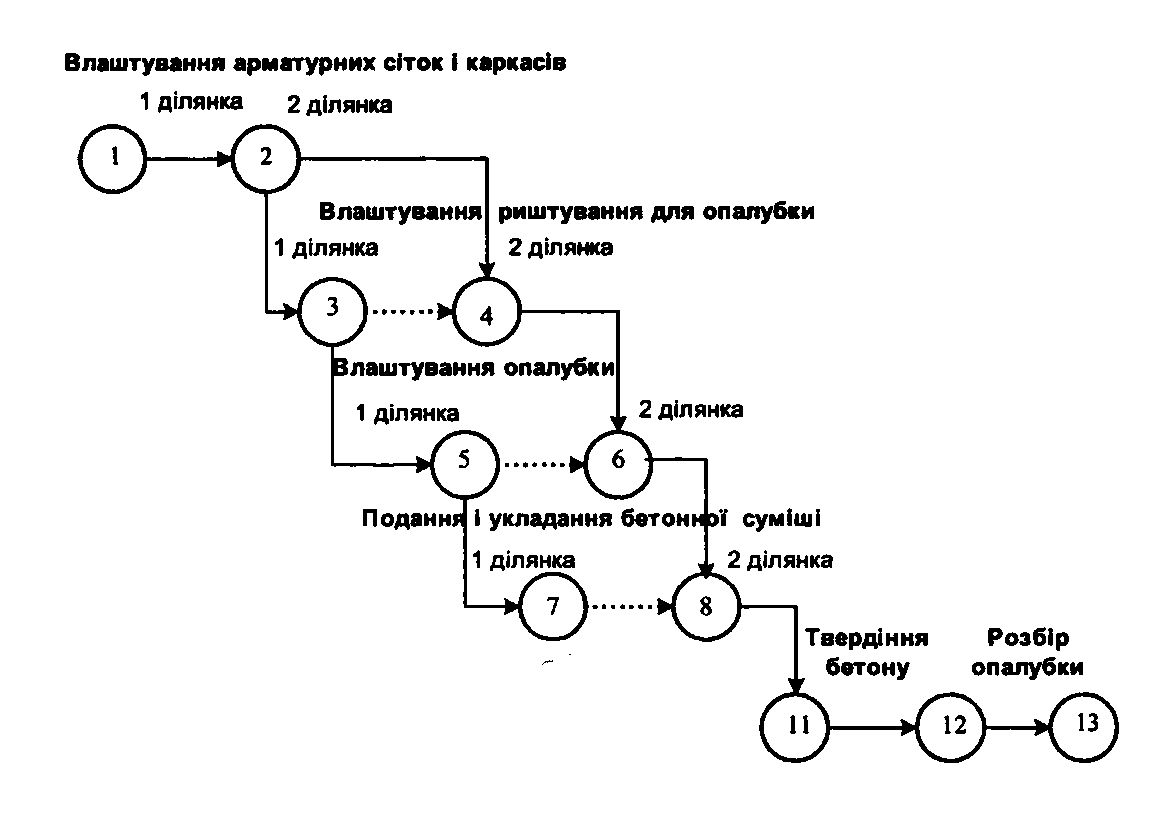 Влаштування арматурних сіток і каркасів
1 ділянка 2 ділянка
1 2
Влаштування риштування для опалубки
1 ділянка 2 ділянка
3 4
Влаштування опалубки
1 ділянка 2 ділянка
5 6
Подання і укладання бетонної суміші
1 ділянка 2 ділянка
7 8
Твердіння Розбір
бетону опалубки
11 12 13